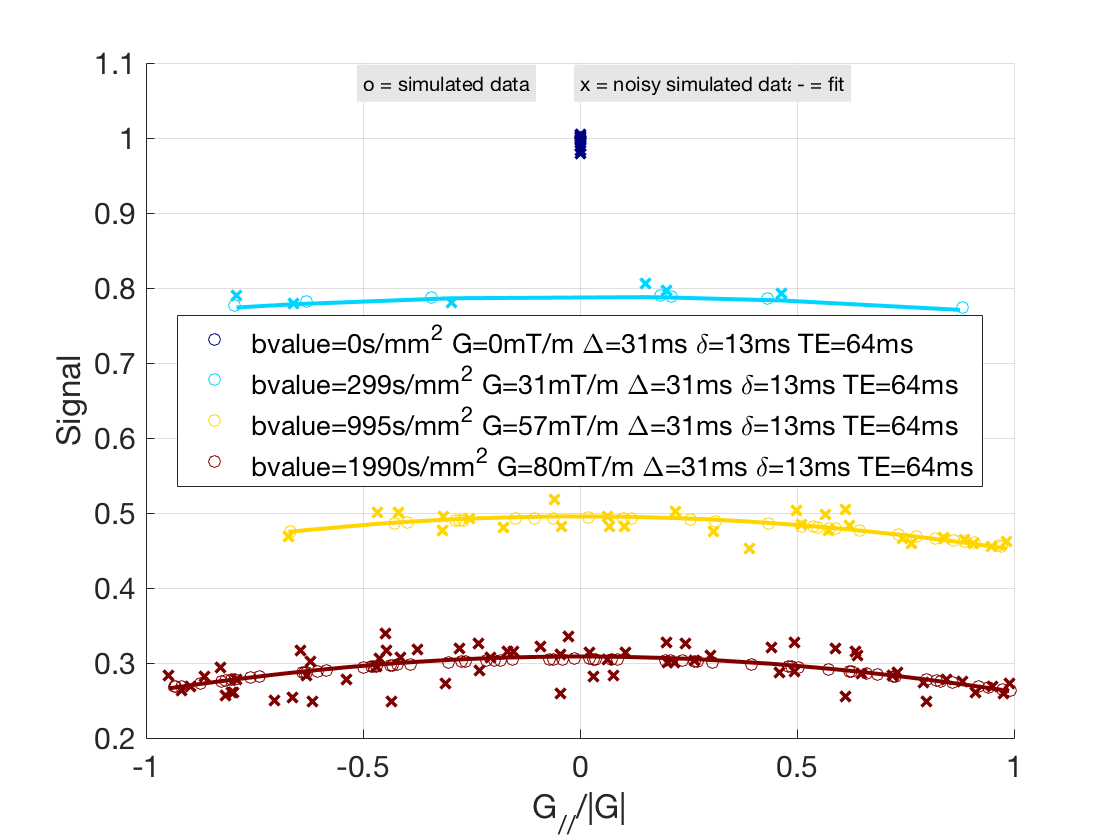 1.1
1
0.9
0.8
0.7
0.6
0.5
0.4
0.3
0.2
Signal
o = simulated data
x = noisy simulated data
- = fit
bvalue=0s/mm² G=0mT/m Δ=31ms δ=13ms TE=64ms
bvalue=299s/mm² G=31mT/m Δ=31ms δ=13ms TE=64ms
bvalue=995s/mm² G=57mT/m Δ=31ms δ=13ms TE=64ms
bvalue=1990s/mm² G=80mT/m Δ=31ms δ=13ms TE=64ms
-1 -0.5 0 0.5 1
G///|G|